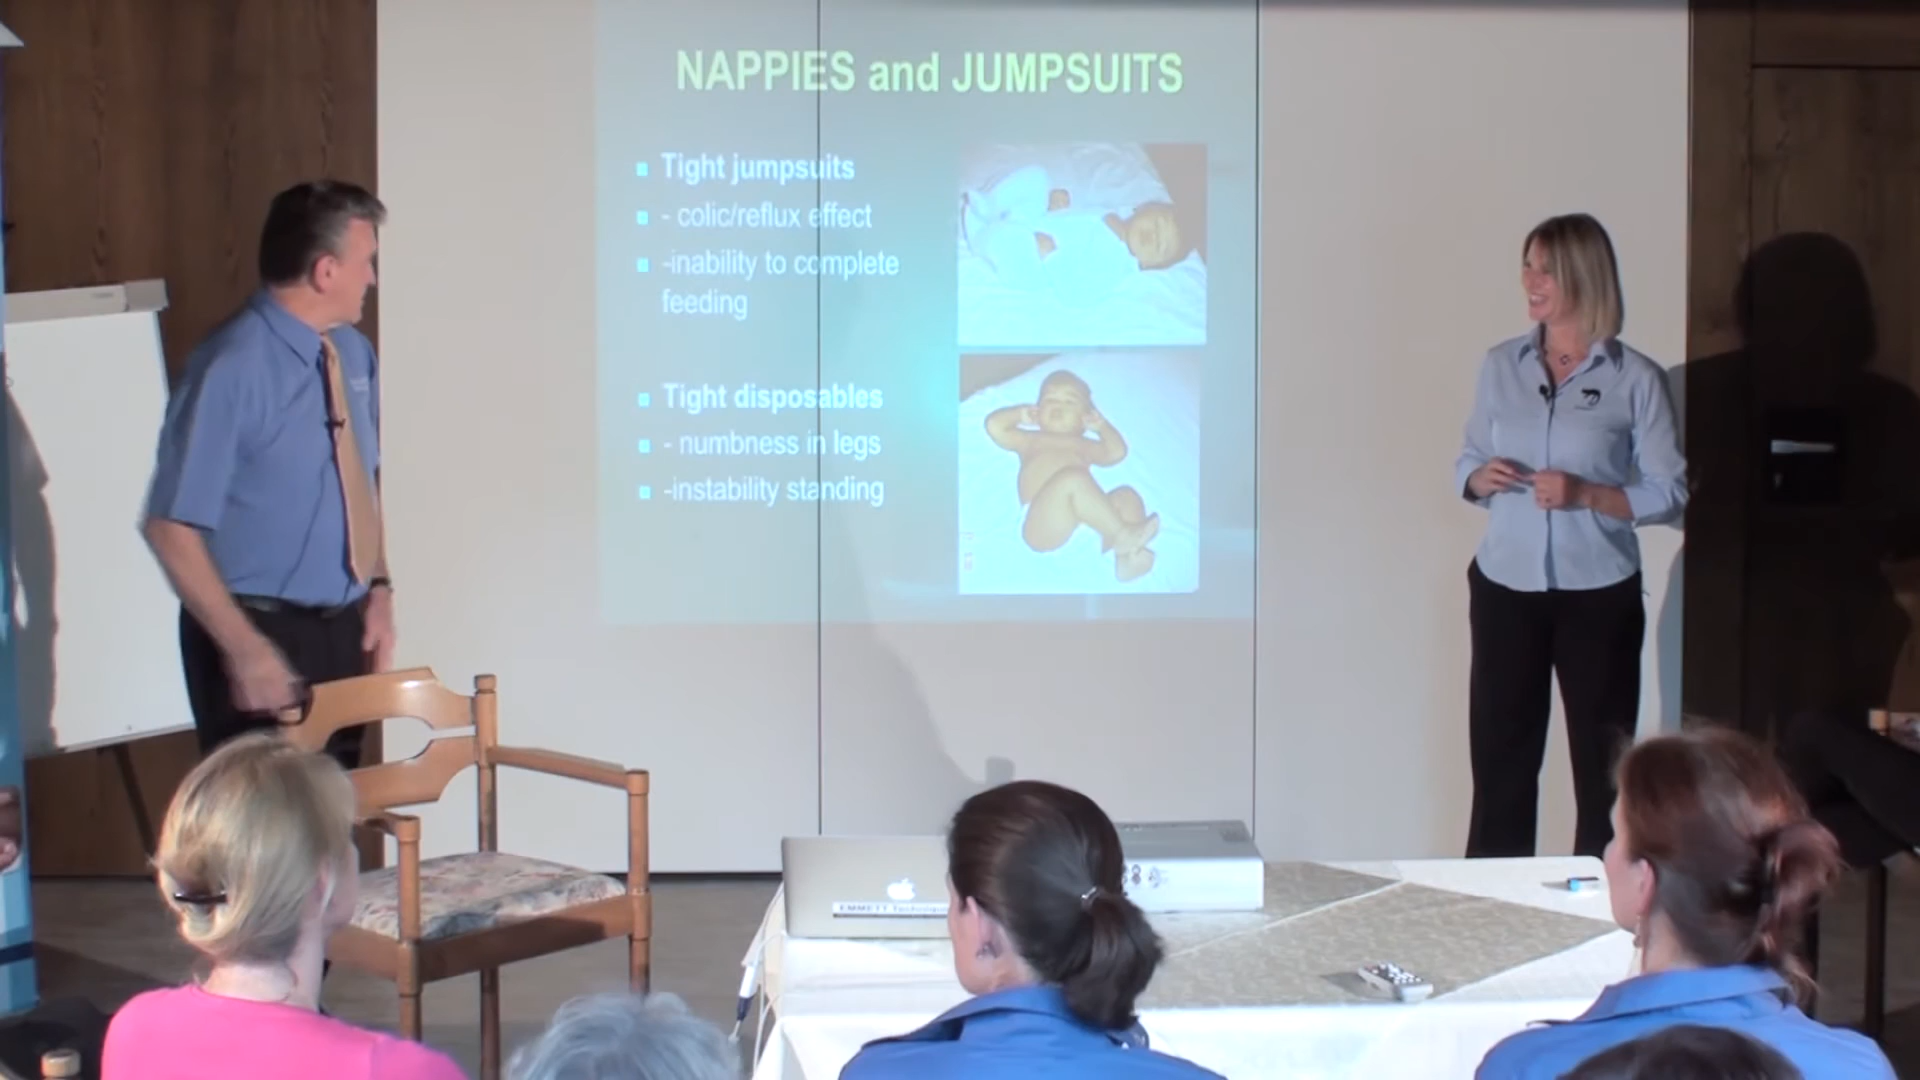 NAPPIES and JUMPSUITS
Tight jumpsuits
- colic/reflux effect
-inability to complete
feeding
Tight disposables
- numbness in legs
-instability standing
EMMETT Technique